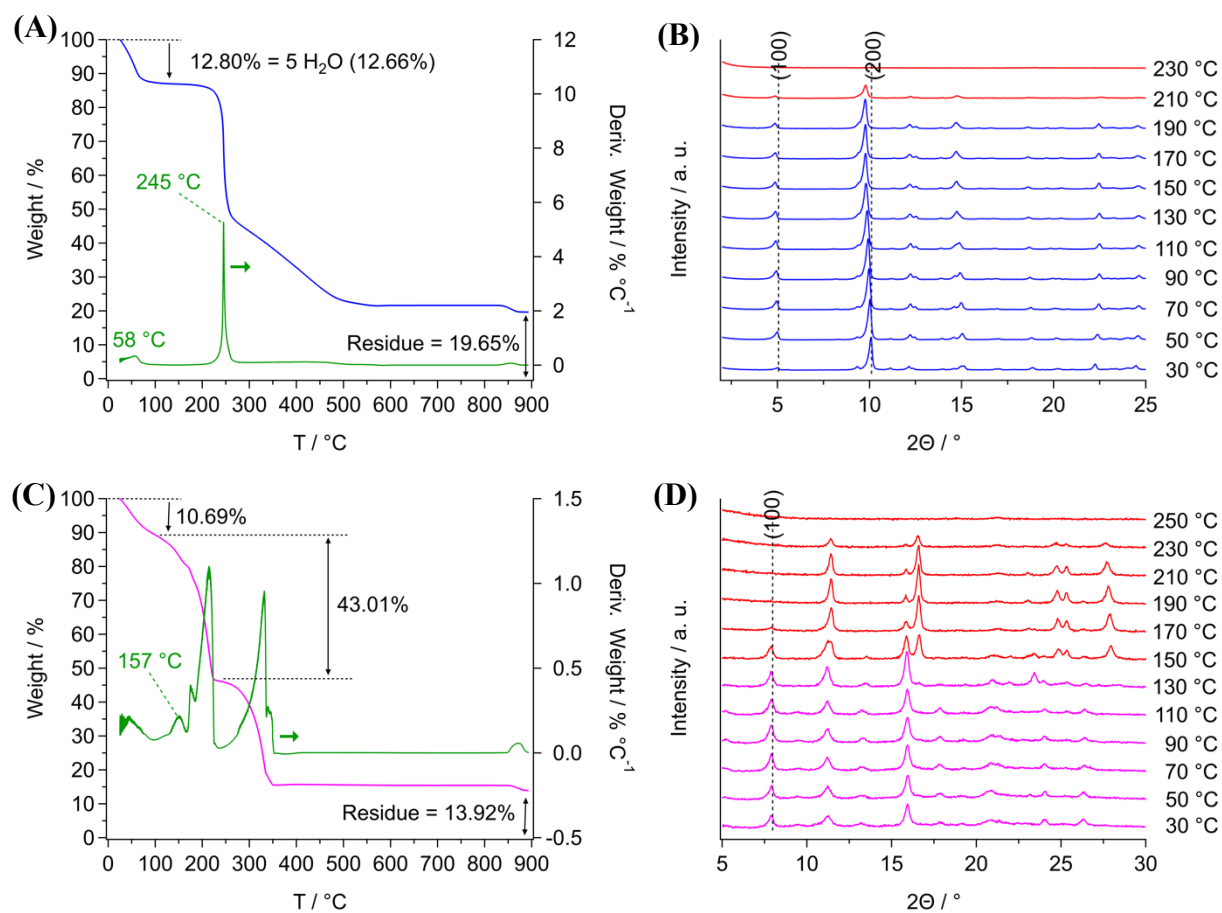 (A)
12.80% = 5 H₂O (12.66%)
245 °C
58 °C
Residue = 19.65%
Weight / %
100
90
80
70
60
50
40
30
20
10
0
12
10
8
6
4
2
0
Deriv. Weight / % °C⁻¹
0 100 200 300 400 500 600 700 800 900
T / °C
(B)
(100)
(200)
230 °C
210 °C
190 °C
170 °C
150 °C
130 °C
110 °C
90 °C
70 °C
50 °C
30 °C
Intensity / a. u.
5 10 15 20 25
2Θ / °
(C)
10.69%
43.01%
157 °C
Residue = 13.92%
Weight / %
100
90
80
70
60
50
40
30
20
10
0
1.5
1.0
0.5
0.0
-0.5
Deriv. Weight / % °C⁻¹
0 100 200 300 400 500 600 700 800 900
T / °C
(D)
(100)
250 °C
230 °C
210 °C
190 °C
170 °C
150 °C
130 °C
110 °C
90 °C
70 °C
50 °C
30 °C
Intensity / a. u.
5 10 15 20 25 30
2Θ / °